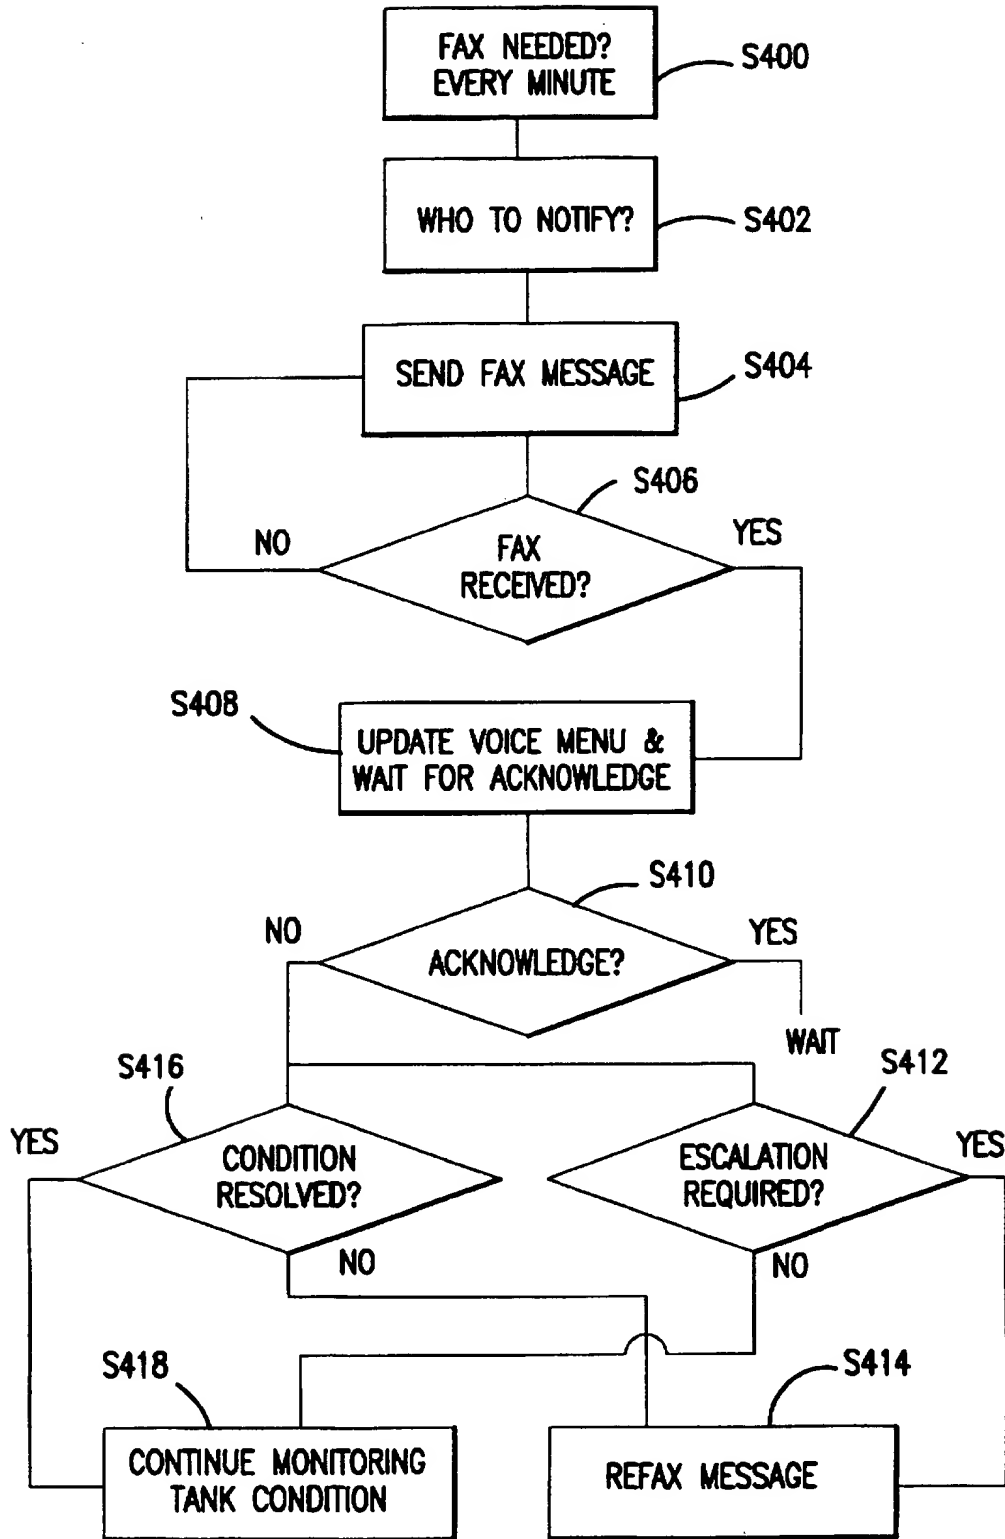 FAX NEEDED?
EVERY MINUTE
S400
WHO TO NOTIFY?
S402
SEND FAX MESSAGE
S404
S406
NO
YES
FAX
RECEIVED?
S408
UPDATE VOICE MENU &
WAIT FOR ACKNOWLEDGE
S410
NO
YES
ACKNOWLEDGE?
WAIT
S416
S412
YES
CONDITION
RESOLVED?
ESCALATION
REQUIRED?
YES
NO
NO
S418
S414
CONTINUE MONITORING
TANK CONDITION
REFAX MESSAGE